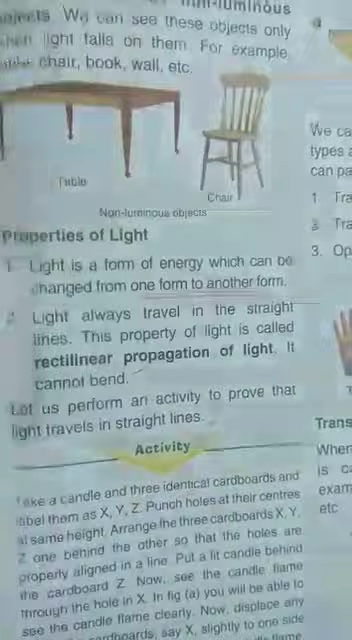 non-luminous
objects. We can see these objects only
when light falls on them. For example,
table, chair, book, wall, etc.
Table
Chair
Non-luminous objects
Properties of Light
1. Light is a form of energy which can be
changed from one form to another form.
2. Light always travel in the straight
lines. This property of light is called
rectilinear propagation of light. It
cannot bend.
Let us perform an activity to prove that
light travels in straight lines.
Activity
Take a candle and three identical cardboards and
label them as X, Y, Z. Punch holes at their centres
at same height. Arrange the three cardboards X, Y,
Z one behind the other so that the holes are
properly aligned in a line. Put a lit candle behind
the cardboard Z. Now, see the candle flame
through the hole in X. In fig (a) you will be able to
see the candle flame clearly. Now, displace any
cardboards, say X, slightly to one side
flame
We ca
types a
can pa
1. Tra
2. Tra
3. Op
Trans
When
is ca
exam
etc